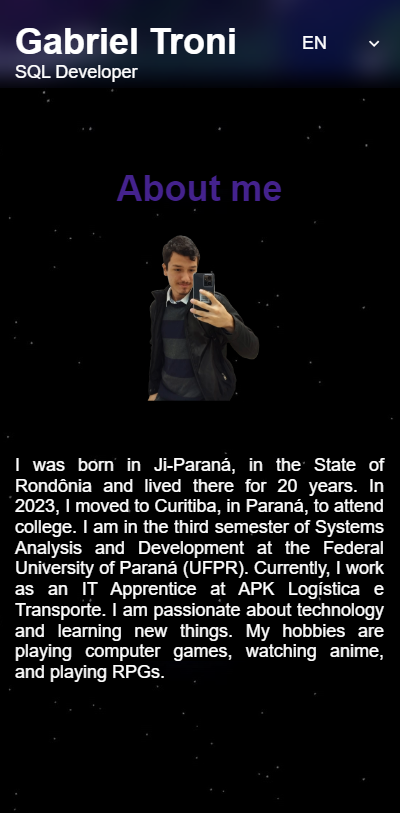 Gabriel Troni
EN
SQL Developer
About me
I was born in Ji-Paraná, in the State of
Rondônia and lived there for 20 years. In
2023, I moved to Curitiba, in Paraná, to attend
college. I am in the third semester of Systems
Analysis and Development at the Federal
University of Paraná (UFPR). Currently, I work
as an IT Apprentice at APK Logística e
Transporte. I am passionate about technology
and learning new things. My hobbies are
playing computer games, watching anime,
and playing RPGs.